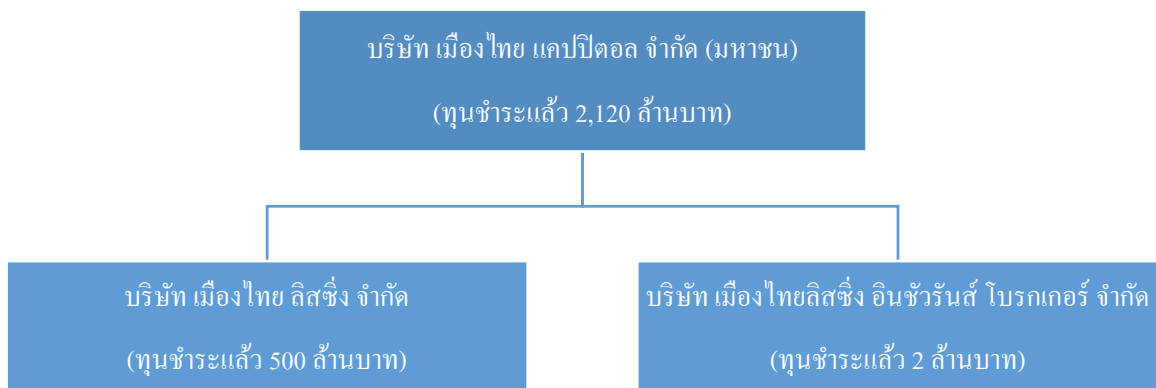 บริษัท เมืองไทย แคปปิตอล จำกัด (มหาชน)
(ทุนชำระแล้ว 2,120 ล้านบาท)
บริษัท เมืองไทย ลิสซิ่ง จำกัด
(ทุนชำระแล้ว 500 ล้านบาท)
บริษัท เมืองไทยลิสซิ่ง อินชัวรันส์ โบรกเกอร์ จำกัด
(ทุนชำระแล้ว 2 ล้านบาท)